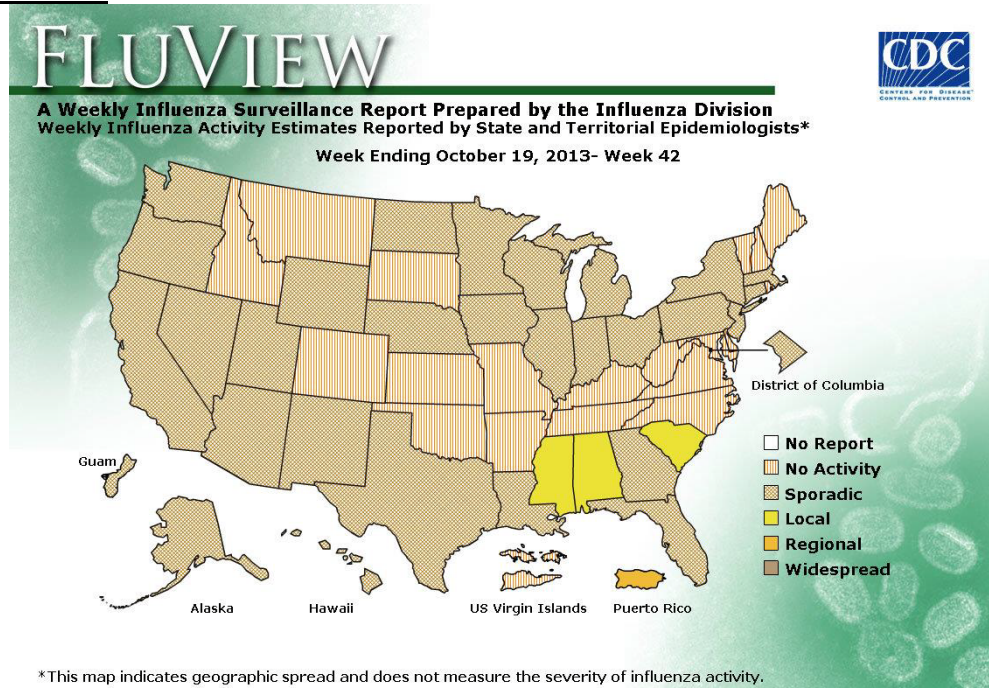 FLUVIEW
CDC
CENTERS FOR DISEASE
CONTROL AND PREVENTION
A Weekly Influenza Surveillance Report Prepared by the Influenza Division
Weekly Influenza Activity Estimates Reported by State and Territorial Epidemiologists*
Week Ending October 19, 2013- Week 42
District of Columbia
No Report
No Activity
Sporadic
Local
Regional
Widespread
Guam
Alaska
Hawaii
US Virgin Islands
Puerto Rico
*This map indicates geographic spread and does not measure the severity of influenza activity.